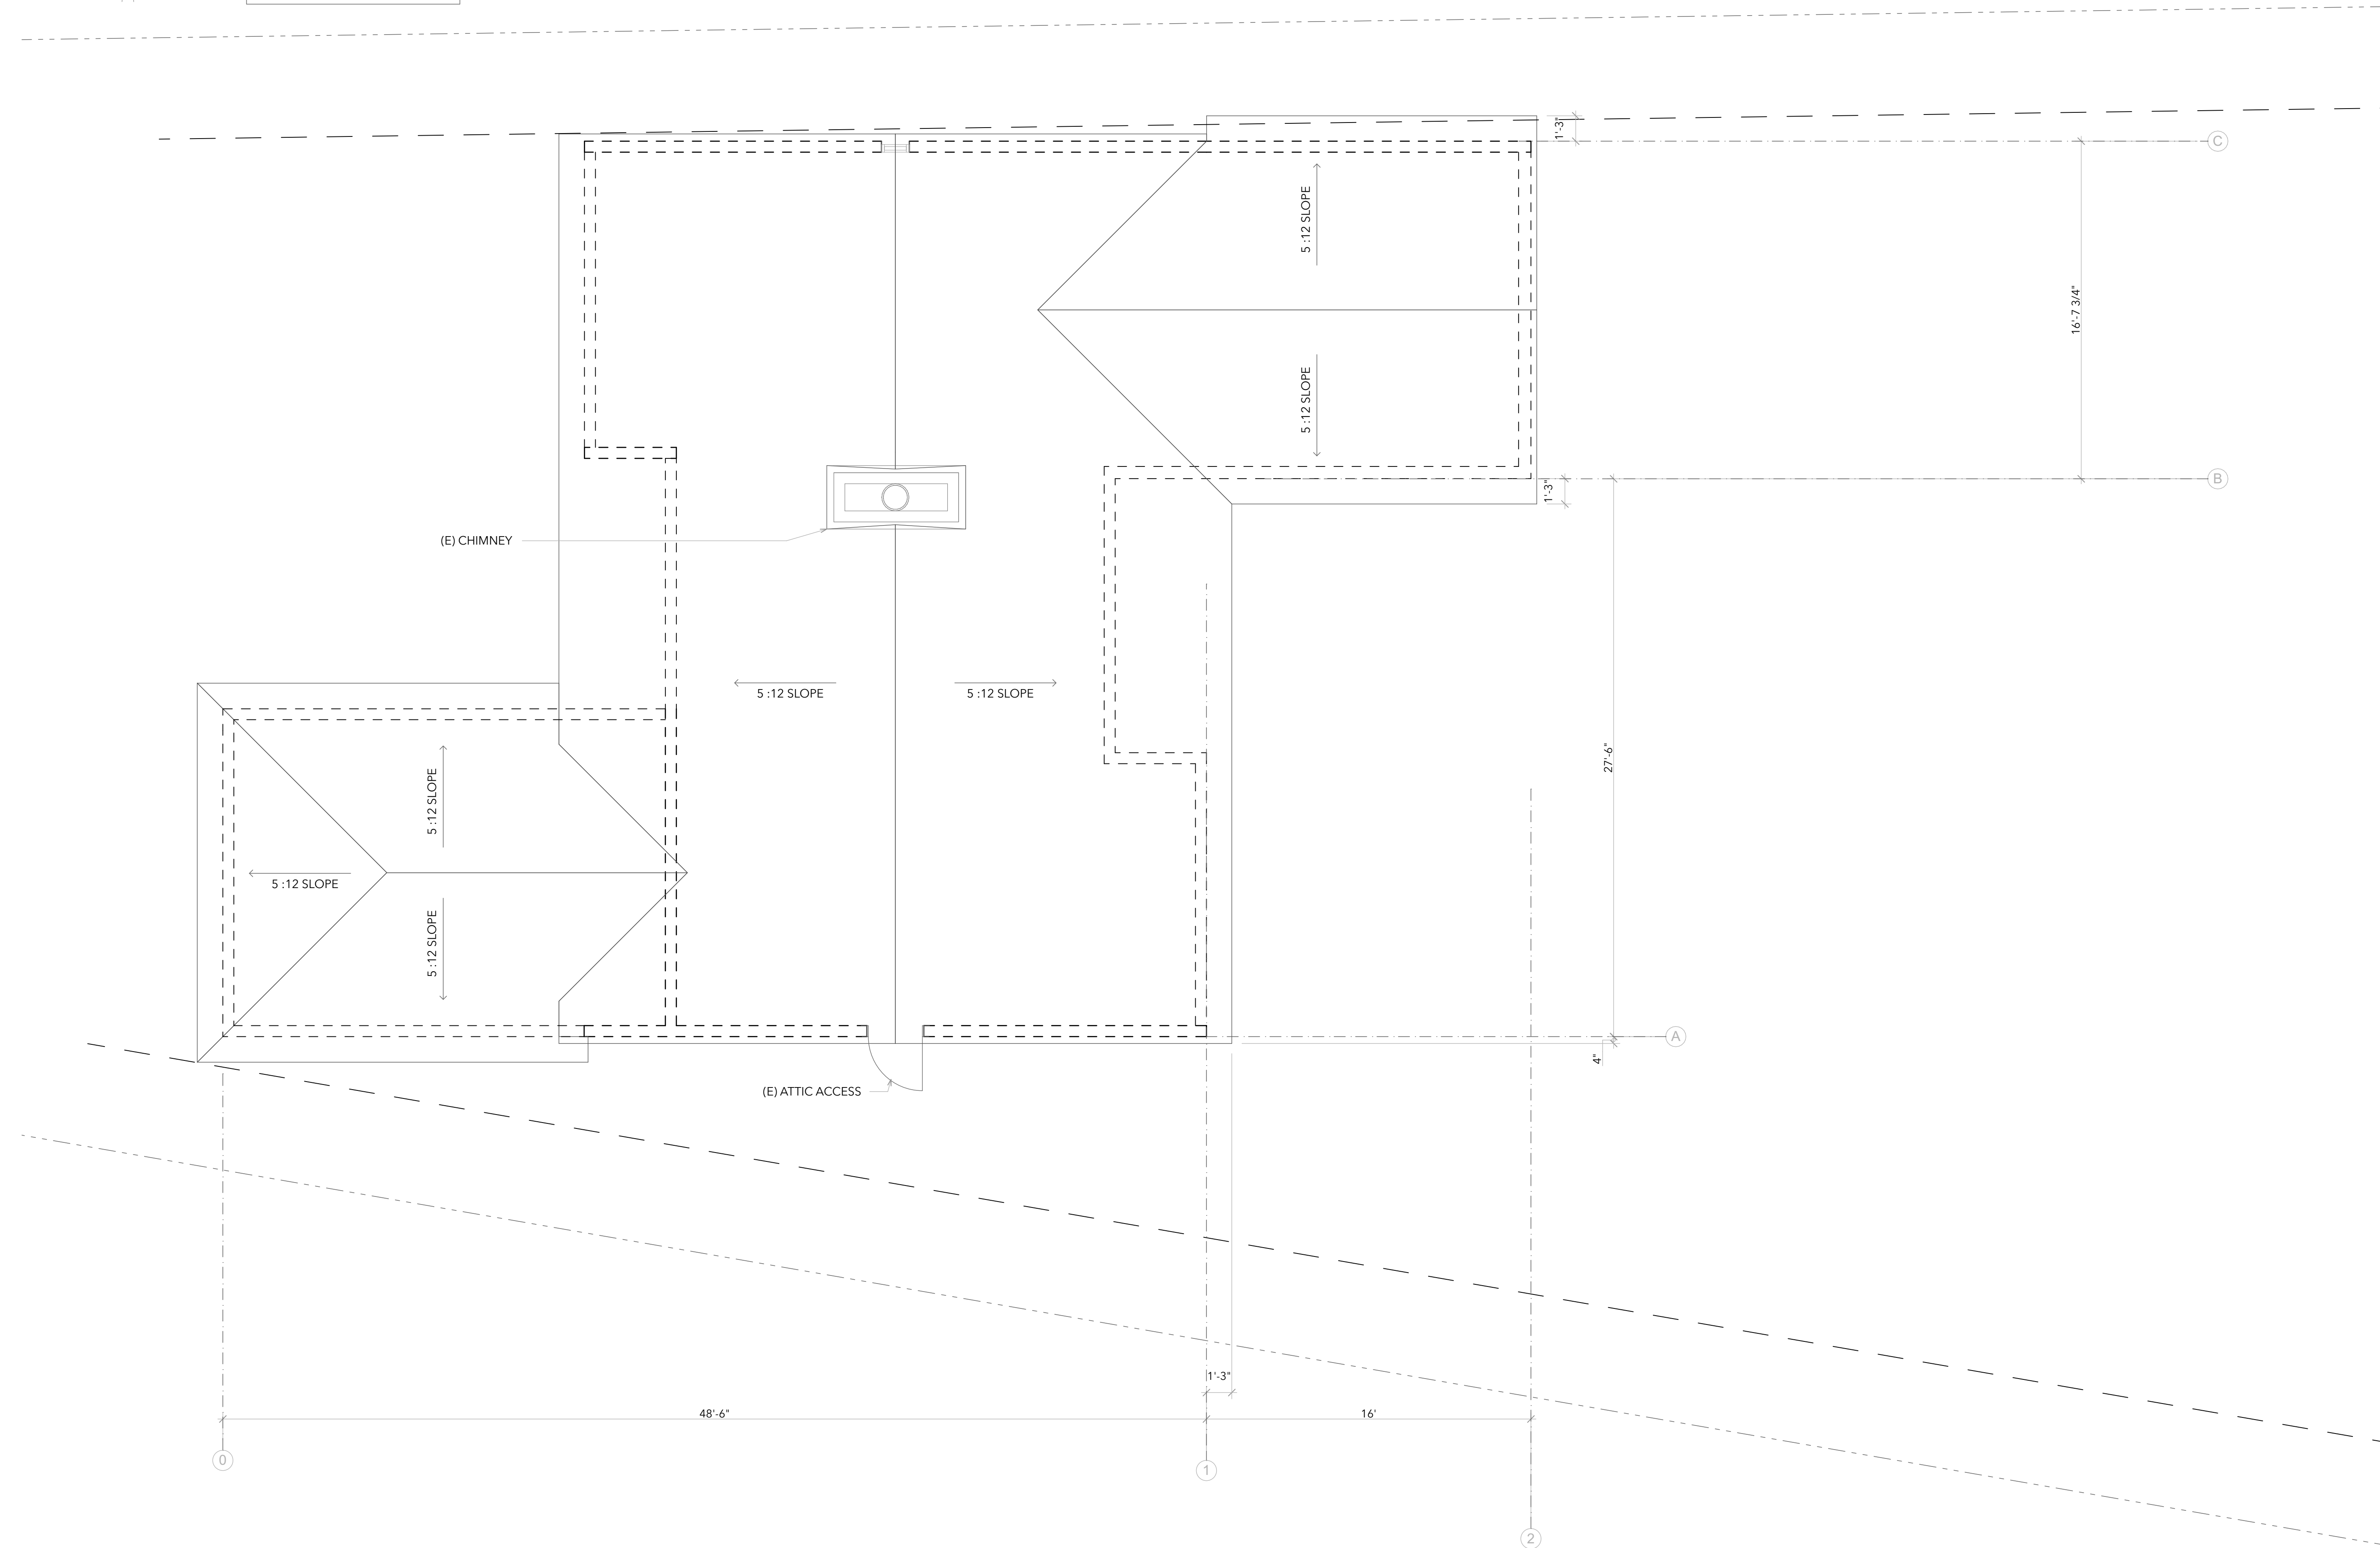 1'-3"
C
5 :12 SLOPE
16'-7 3/4"
5 :12 SLOPE
B
1'-3"
(E) CHIMNEY
5 :12 SLOPE
5 :12 SLOPE
27'-6"
5 :12 SLOPE
5 :12 SLOPE
5 :12 SLOPE
A
4"
(E) ATTIC ACCESS
1'-3"
48'-6"
16'
0
1
2